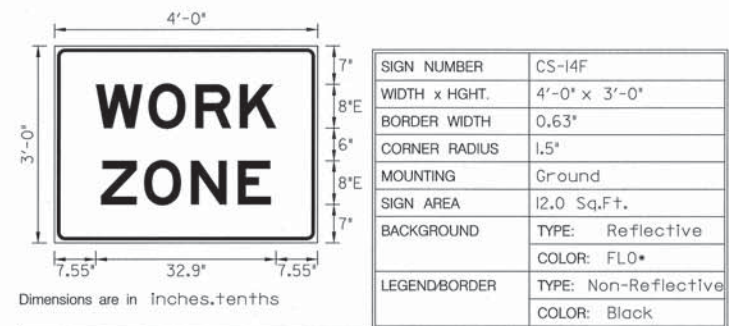 4'-0"
3'-0"
WORK
ZONE
7"
8"E
6"
8"E
7"
7.55" 32.9" 7.55"
Dimensions are in inches.tenths
SIGN NUMBER CS-14F
WIDTH x HGHT. 4'-0" x 3'-0"
BORDER WIDTH 0.63"
CORNER RADIUS 1.5"
MOUNTING Ground
SIGN AREA 12.0 Sq.Ft.
BACKGROUND TYPE: Reflective
COLOR: FLO*
LEGEND/BORDER TYPE: Non-Reflective
COLOR: Black